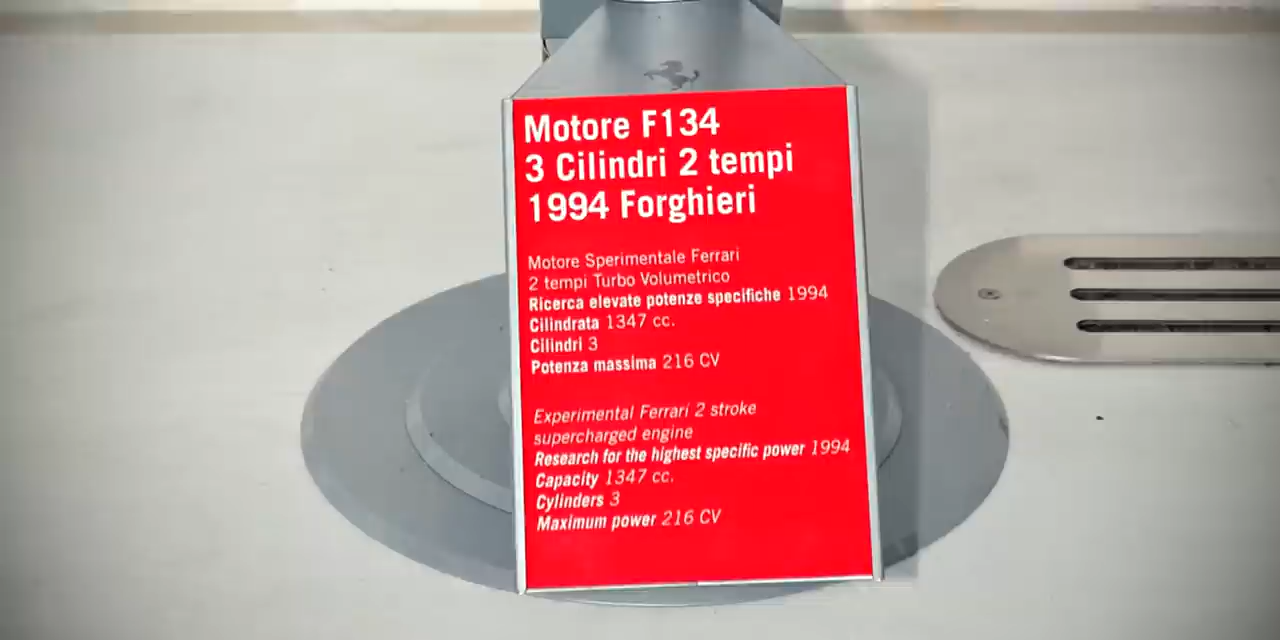 Motore F134
3 Cilindri 2 tempi
1994 Forghieri
Motore Sperimentale Ferrari
2 tempi Turbo Volumetrico
Ricerca elevate potenze specifiche 1994
Cilindrata 1347 cc.
Cilindri 3
Potenza massima 216 CV
Experimental Ferrari 2 stroke
supercharged engine
Research for the highest specific power 1994
Capacity 1347 cc.
Cylinders 3
Maximum power 216 CV